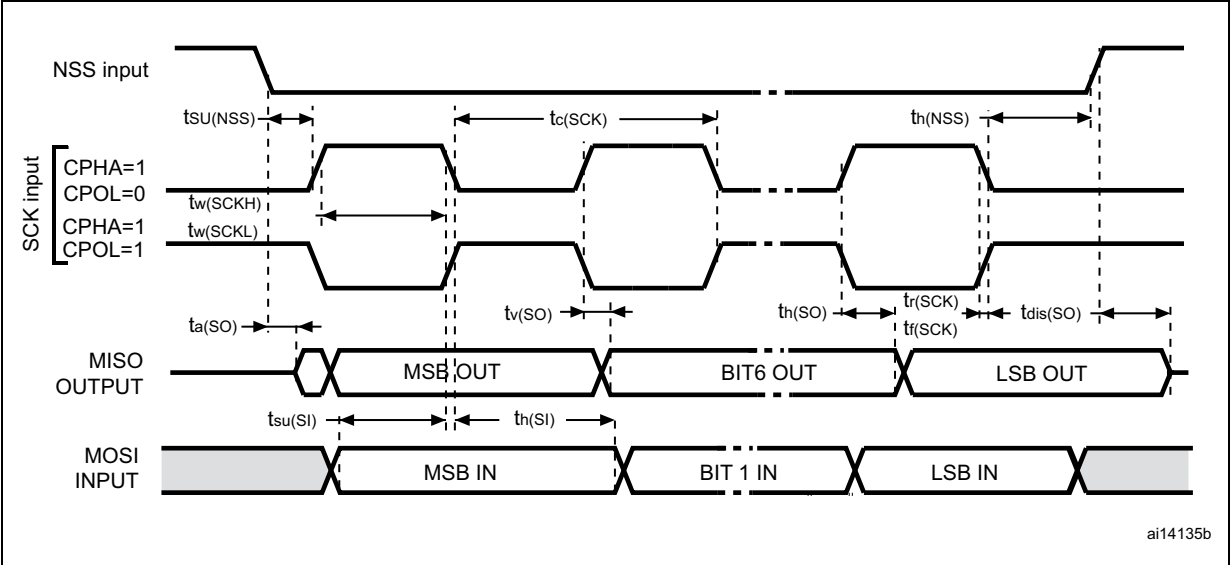 NSS input
tSU(NSS)
tc(SCK)
th(NSS)
SCK input
CPHA=1
CPOL=0
tw(SCKH)
CPHA=1
tw(SCKL)
CPOL=1
ta(SO)
tv(SO)
th(SO)
tr(SCK)
tf(SCK)
tdis(SO)
MISO
OUTPUT
MSB OUT
BIT6 OUT
LSB OUT
tsu(SI)
th(SI)
MOSI
INPUT
MSB IN
BIT 1 IN
LSB IN
ai14135b